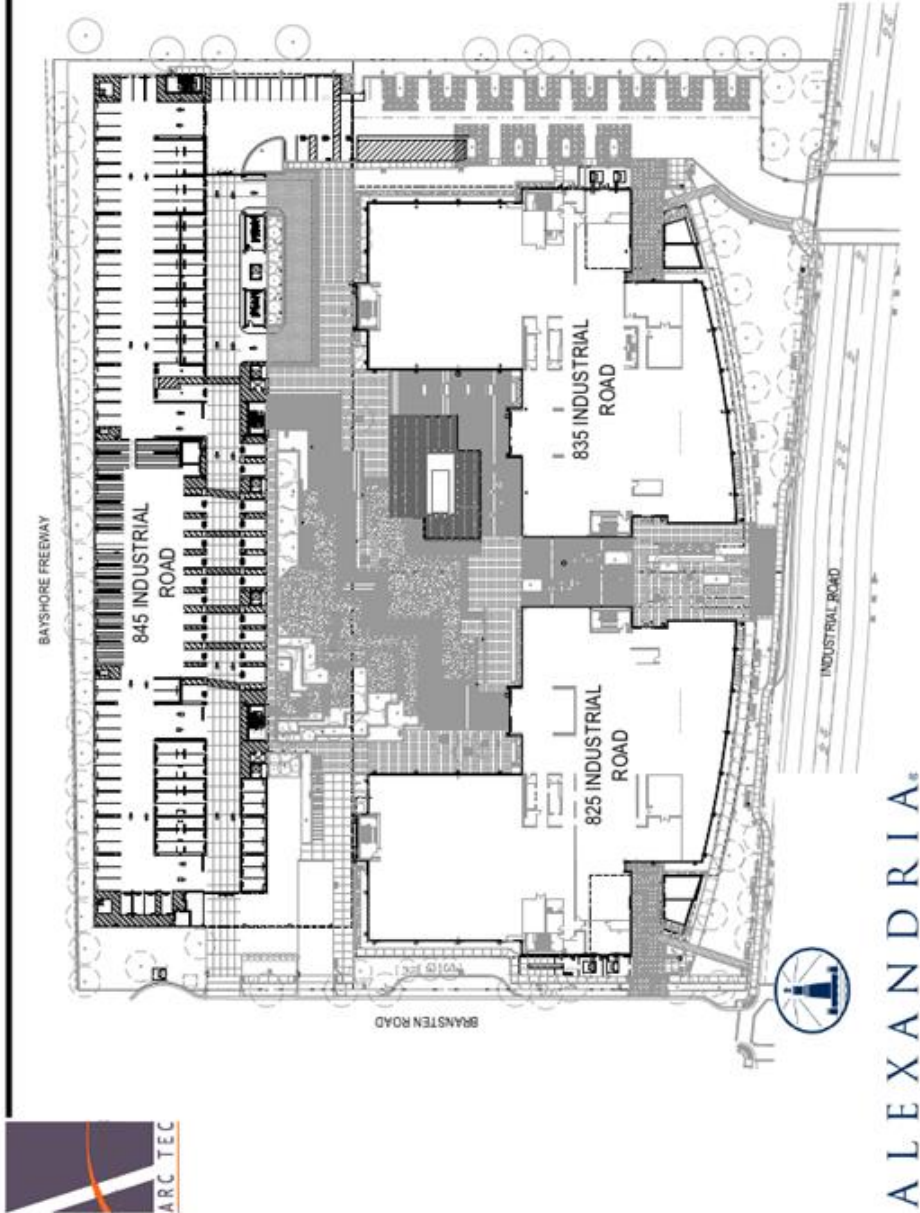 BAYSHORE FREEWAY
845 INDUSTRIAL
ROAD
835 INDUSTRIAL
ROAD
825 INDUSTRIAL
ROAD
INDUSTRIAL ROAD
BRANSTEN ROAD
ARC TEC
ALEXANDRIA®